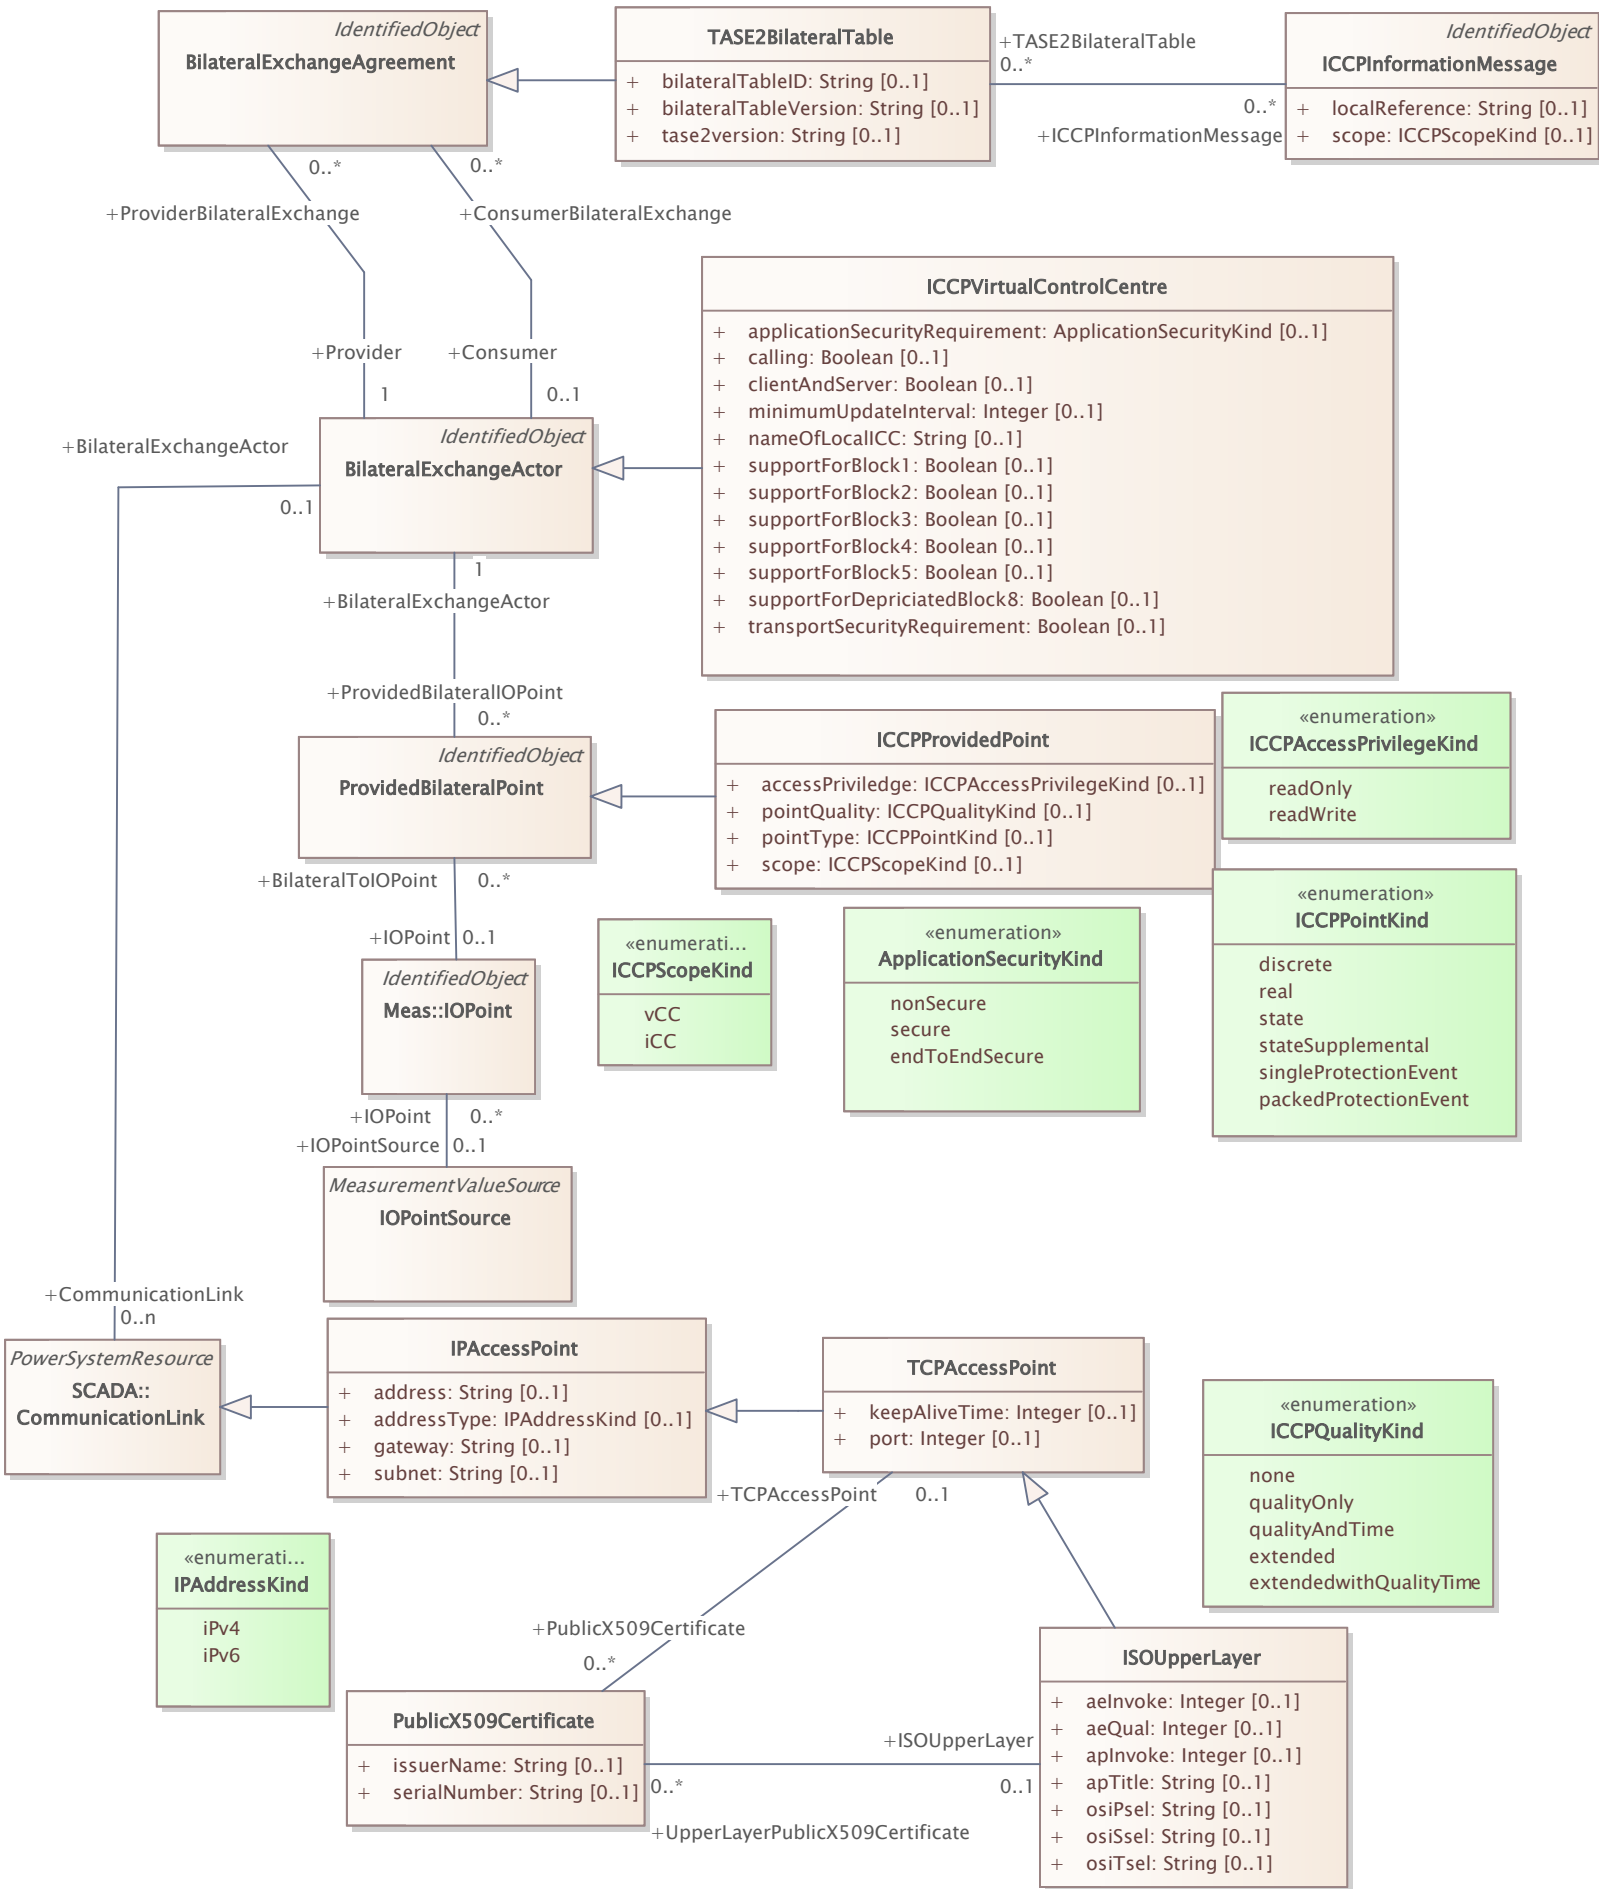 IdentifiedObject
BilateralExchangeAgreement
TASE2BilateralTable
+ bilateralTableID: String [0..1]
+ bilateralTableVersion: String [0..1]
+ tase2version: String [0..1]
+TASE2BilateralTable
0..*
0..*
+ICCPInformationMessage
IdentifiedObject
ICCPInformationMessage
+ localReference: String [0..1]
+ scope: ICCPScopeKind [0..1]
0..*
0..*
+ProviderBilateralExchange
+ConsumerBilateralExchange
+Provider
+Consumer
1
0..1
ICCPVirtualControlCentre
+ applicationSecurityRequirement: ApplicationSecurityKind [0..1]
+ calling: Boolean [0..1]
+ clientAndServer: Boolean [0..1]
+ minimumUpdateInterval: Integer [0..1]
+ nameOfLocalICC: String [0..1]
+ supportForBlock1: Boolean [0..1]
+ supportForBlock2: Boolean [0..1]
+ supportForBlock3: Boolean [0..1]
+ supportForBlock4: Boolean [0..1]
+ supportForBlock5: Boolean [0..1]
+ supportForDepriciatedBlock8: Boolean [0..1]
+ transportSecurityRequirement: Boolean [0..1]
+BilateralExchangeActor
0..1
IdentifiedObject
BilateralExchangeActor
1
+BilateralExchangeActor
+ProvidedBilateralIOPoint
0..*
IdentifiedObject
ProvidedBilateralPoint
ICCPProvidedPoint
+ accessPriviledge: ICCPAccessPrivilegeKind [0..1]
+ pointQuality: ICCPQualityKind [0..1]
+ pointType: ICCPPointKind [0..1]
+ scope: ICCPScopeKind [0..1]
«enumeration»
ICCPAccessPrivilegeKind
readOnly
readWrite
+BilateralToIOPoint
0..*
+IOPoint
0..1
IdentifiedObject
Meas::IOPoint
«enumerati...
ICCPScopeKind
vCC
iCC
«enumeration»
ApplicationSecurityKind
nonSecure
secure
endToEndSecure
«enumeration»
ICCPPointKind
discrete
real
state
stateSupplemental
singleProtectionEvent
packedProtectionEvent
+IOPoint
0..*
+IOPointSource
0..1
MeasurementValueSource
IOPointSource
+CommunicationLink
0..n
PowerSystemResource
SCADA::
CommunicationLink
IPAccessPoint
+ address: String [0..1]
+ addressType: IPAddressKind [0..1]
+ gateway: String [0..1]
+ subnet: String [0..1]
TCPAccessPoint
+ keepAliveTime: Integer [0..1]
+ port: Integer [0..1]
«enumeration»
ICCPQualityKind
none
qualityOnly
qualityAndTime
extended
extendedwithQualityTime
+TCPAccessPoint
0..1
«enumerati...
IPAddressKind
iPv4
iPv6
+PublicX509Certificate
0..*
PublicX509Certificate
+ issuerName: String [0..1]
+ serialNumber: String [0..1]
+ISOUpperLayer
0..*
0..1
+UpperLayerPublicX509Certificate
ISOUpperLayer
+ aeInvoke: Integer [0..1]
+ aeQual: Integer [0..1]
+ apInvoke: Integer [0..1]
+ apTitle: String [0..1]
+ osiPsel: String [0..1]
+ osiSsel: String [0..1]
+ osiTsel: String [0..1]